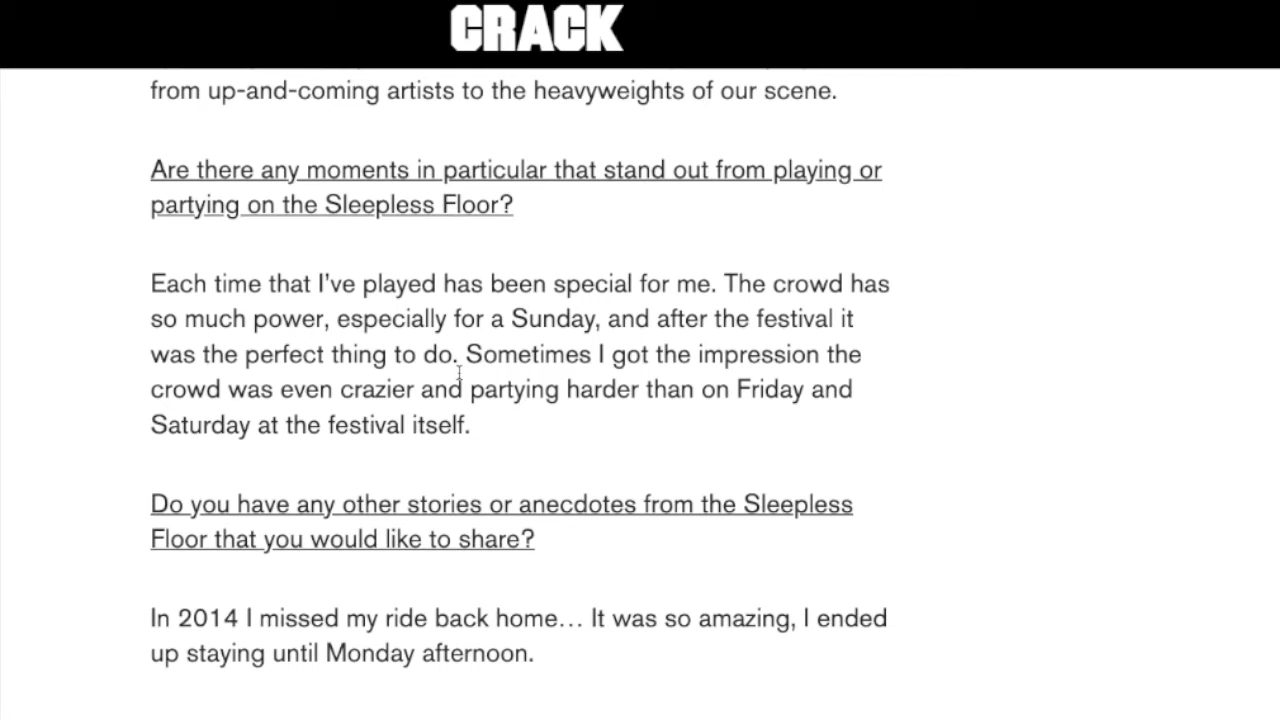 CRACK
from up-and-coming artists to the heavyweights of our scene.
Are there any moments in particular that stand out from playing or
partying on the Sleepless Floor?
Each time that I've played has been special for me. The crowd has
so much power, especially for a Sunday, and after the festival it
was the perfect thing to do. Sometimes I got the impression the
crowd was even crazier and partying harder than on Friday and
Saturday at the festival itself.
Do you have any other stories or anecdotes from the Sleepless
Floor that you would like to share?
In 2014 I missed my ride back home... It was so amazing, I ended
up staying until Monday afternoon.